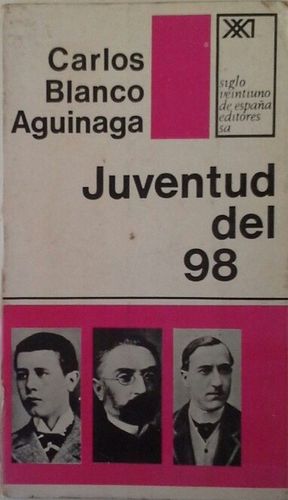 Carlos
Blanco
Aguinaga
XXI
siglo
veintiuno
de españa
editores
sa
Juventud
del
98